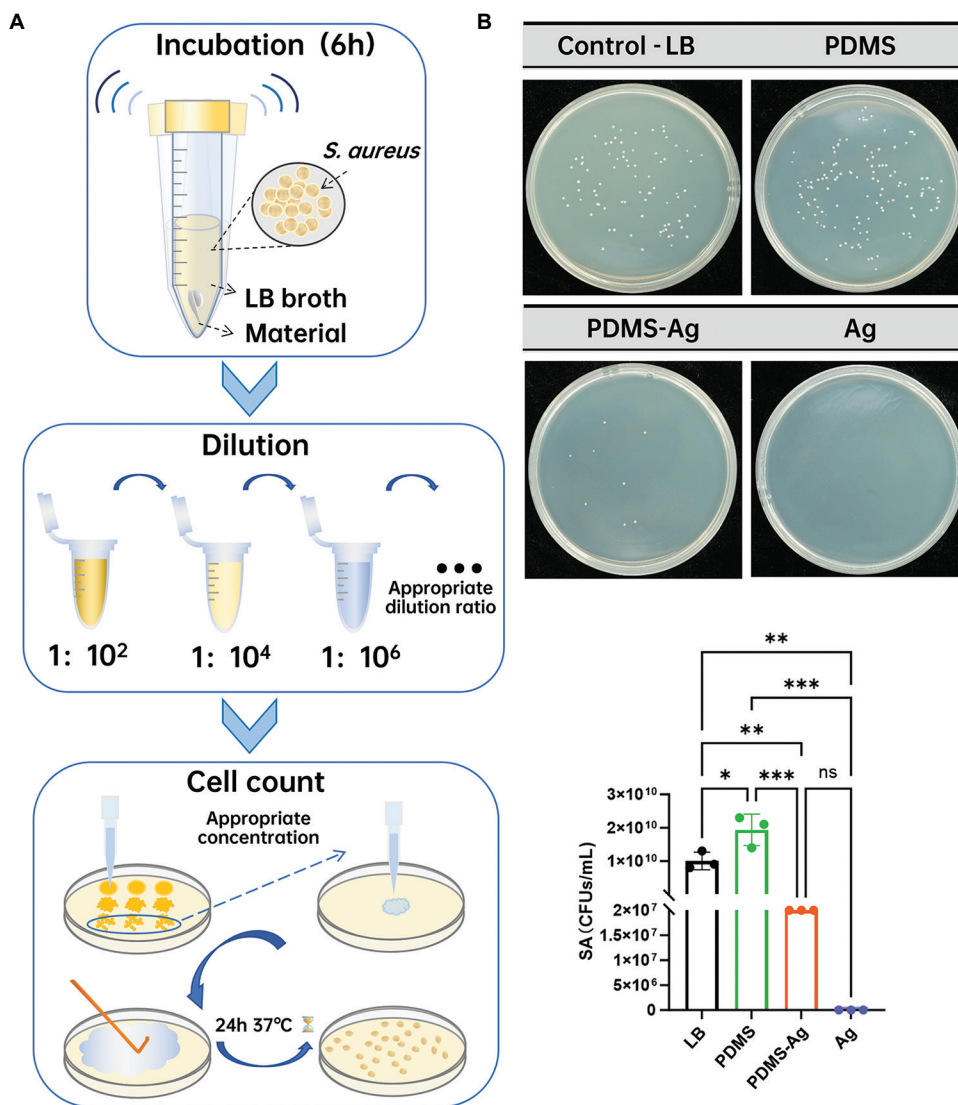 A
Incubation (6h)
S. aureus
LB broth
Material
Dilution
Appropriate
dilution ratio
1: 10²
1: 10⁴
1: 10⁶
Cell count
Appropriate
concentration
24h 37℃
B
Control - LB
PDMS
PDMS-Ag
Ag
**
***
**
* *** ns
SA (CFUs/mL)
3×10¹⁰
2×10¹⁰
1×10¹⁰
2×10⁷
1.5×10⁷
1×10⁷
5×10⁶
0
LB
PDMS
PDMS-Ag
Ag